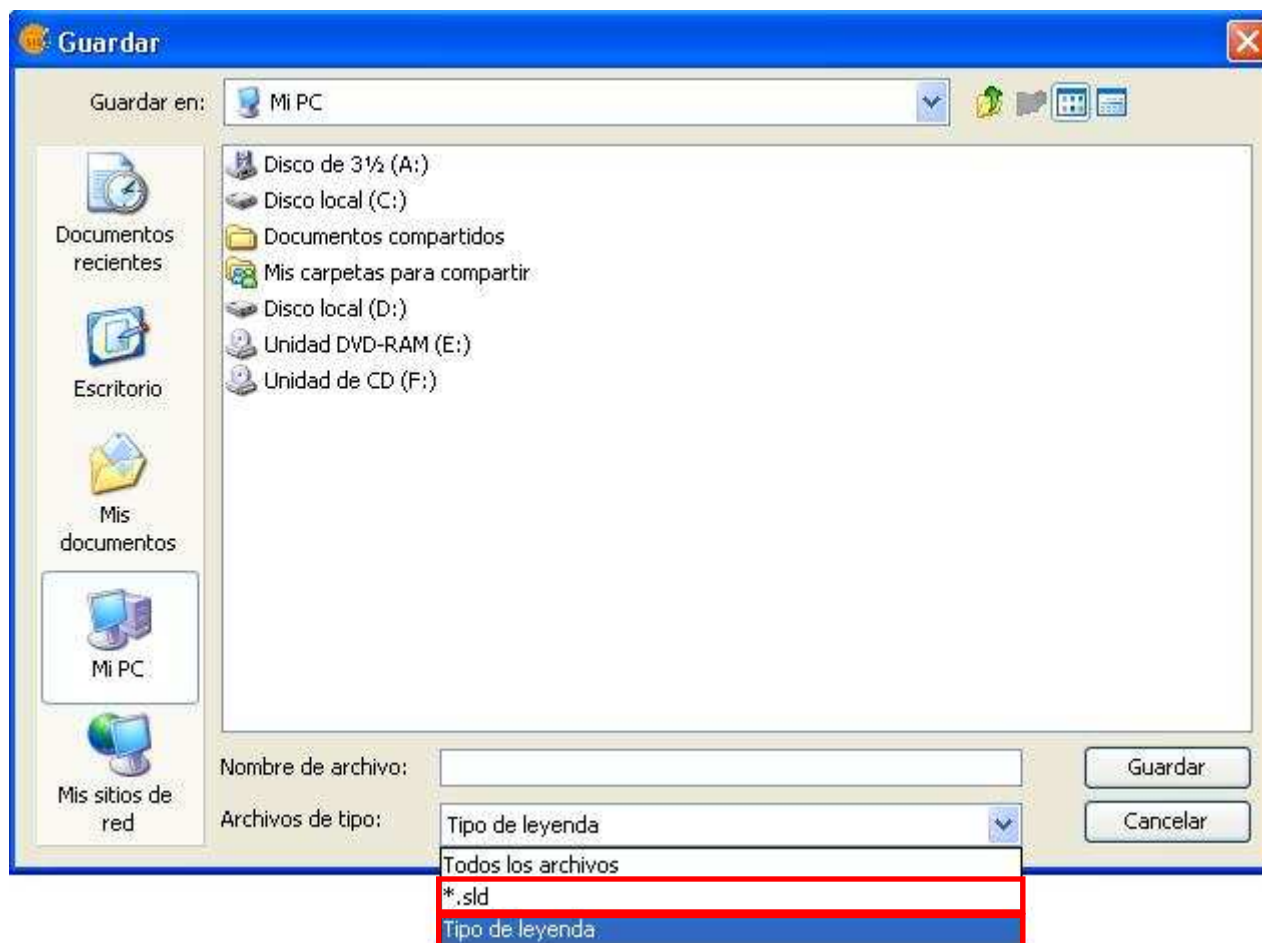 Guardar
Guardar en:
Mi PC
Documentos
recientes
Escritorio
Mis
documentos
Mi PC
Mis sitios de
red
Disco de 3½ (A:)
Disco local (C:)
Documentos compartidos
Mis carpetas para compartir
Disco local (D:)
Unidad DVD-RAM (E:)
Unidad de CD (F:)
Nombre de archivo:
Guardar
Archivos de tipo:
Tipo de leyenda
Cancelar
Todos los archivos
*.sld
Tipo de leyenda